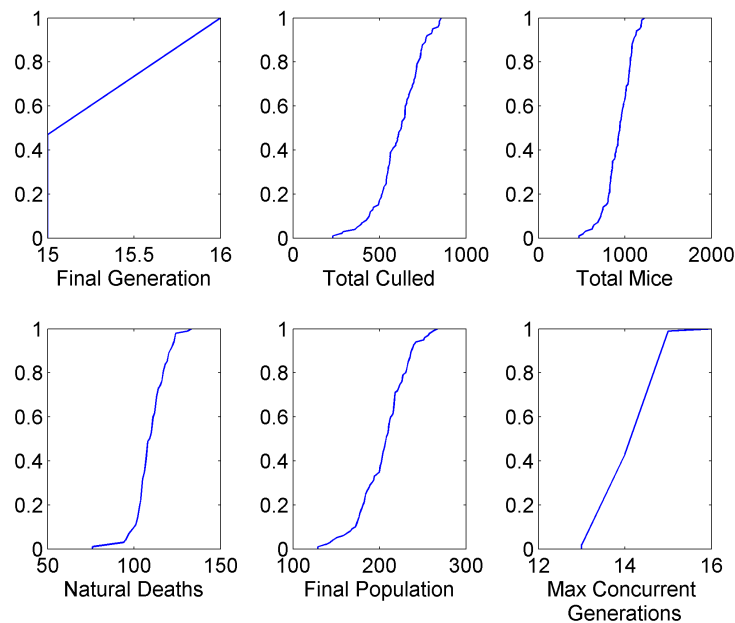 1
0.8
0.6
0.4
0.2
0
15 15.5 16
Final Generation
1
0.8
0.6
0.4
0.2
0
0 500 1000
Total Culled
1
0.8
0.6
0.4
0.2
0
0 1000 2000
Total Mice
1
0.8
0.6
0.4
0.2
0
50 100 150
Natural Deaths
1
0.8
0.6
0.4
0.2
0
100 200 300
Final Population
1
0.8
0.6
0.4
0.2
0
12 14 16
Max Concurrent
Generations